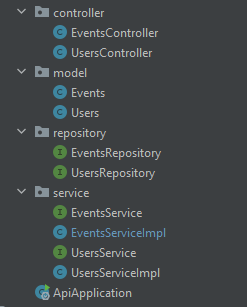 controller
EventsController
UsersController
model
Events
Users
repository
EventsRepository
UsersRepository
service
EventsService
EventsServiceImpl
UsersService
UsersServiceImpl
ApiApplication